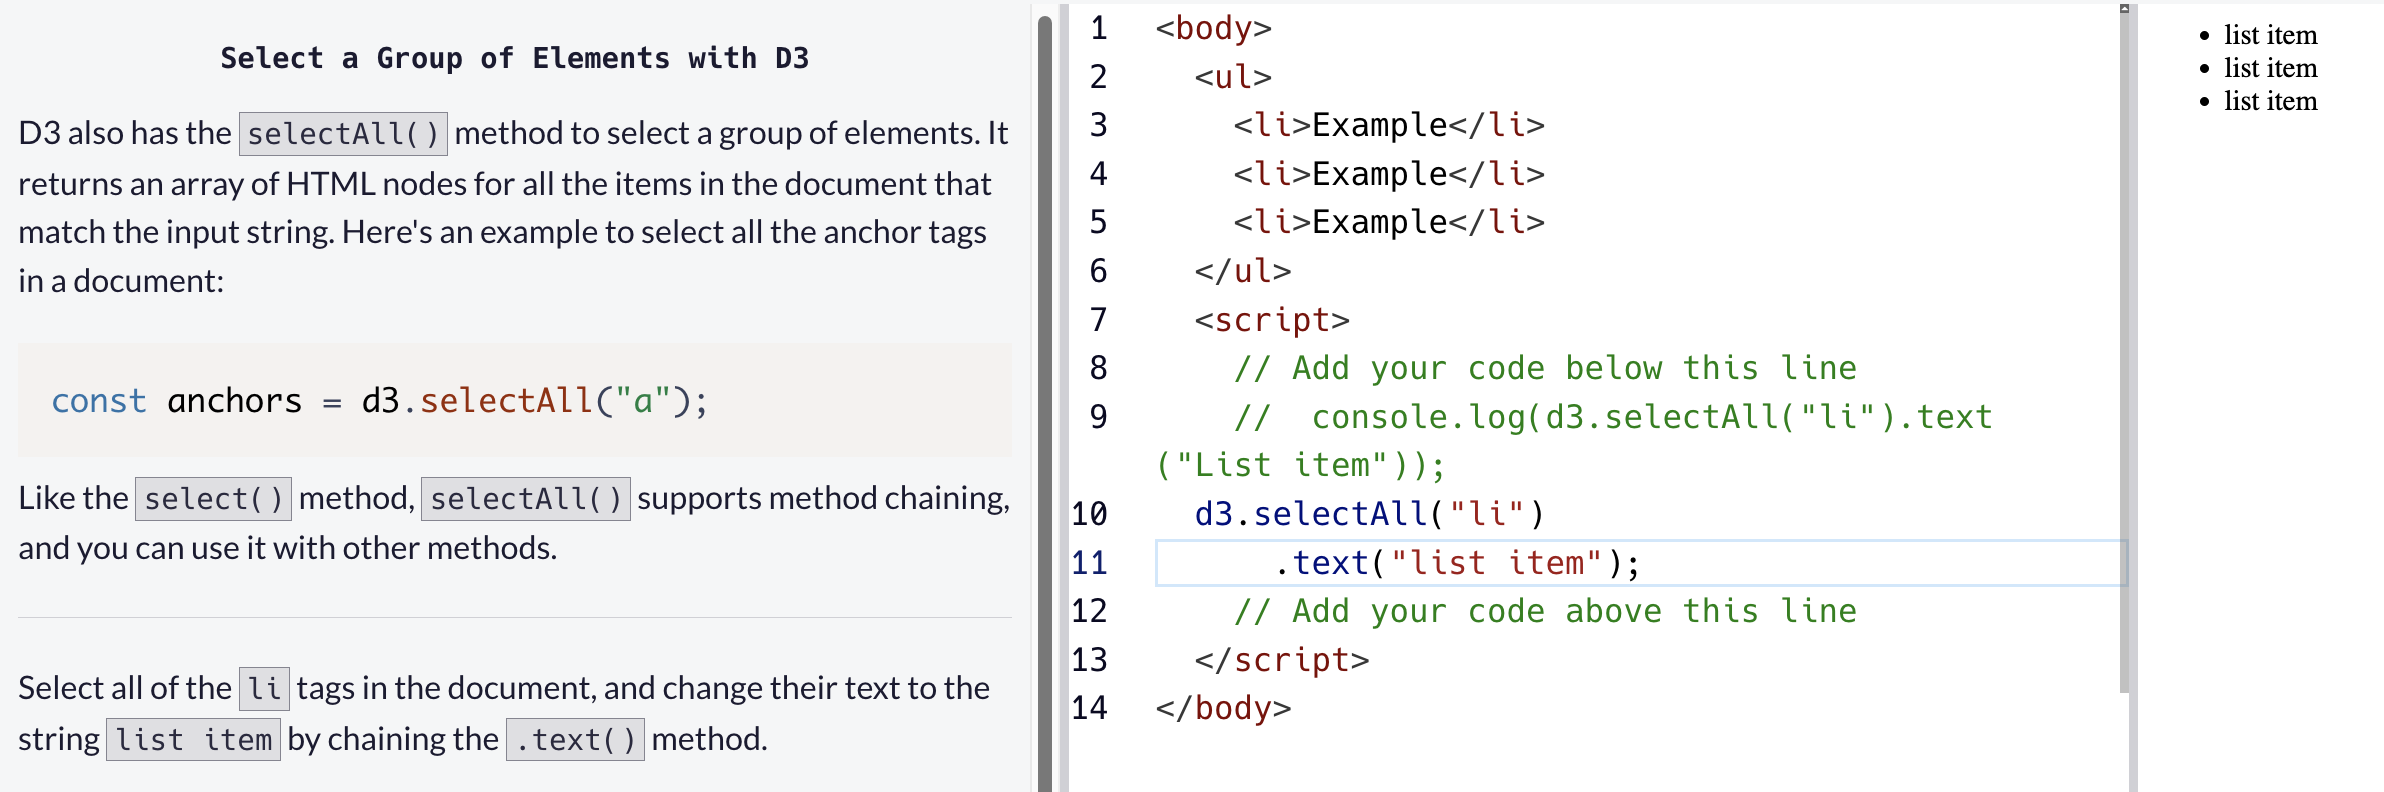 Select a Group of Elements with D3
D3 also has the selectAll() method to select a group of elements. It
returns an array of HTML nodes for all the items in the document that
match the input string. Here's an example to select all the anchor tags
in a document:
const anchors = d3.selectAll("a");
Like the select() method, selectAll() supports method chaining,
and you can use it with other methods.
Select all of the li tags in the document, and change their text to the
string list item by chaining the .text() method.
1 <body>
2 <ul>
3 <li>Example</li>
4 <li>Example</li>
5 <li>Example</li>
6 </ul>
7 <script>
8 // Add your code below this line
9 //  console.log(d3.selectAll("li").text
("List item"));
10 d3.selectAll("li")
11 .text("list item");
12 // Add your code above this line
13 </script>
14 </body>
• list item
• list item
• list item